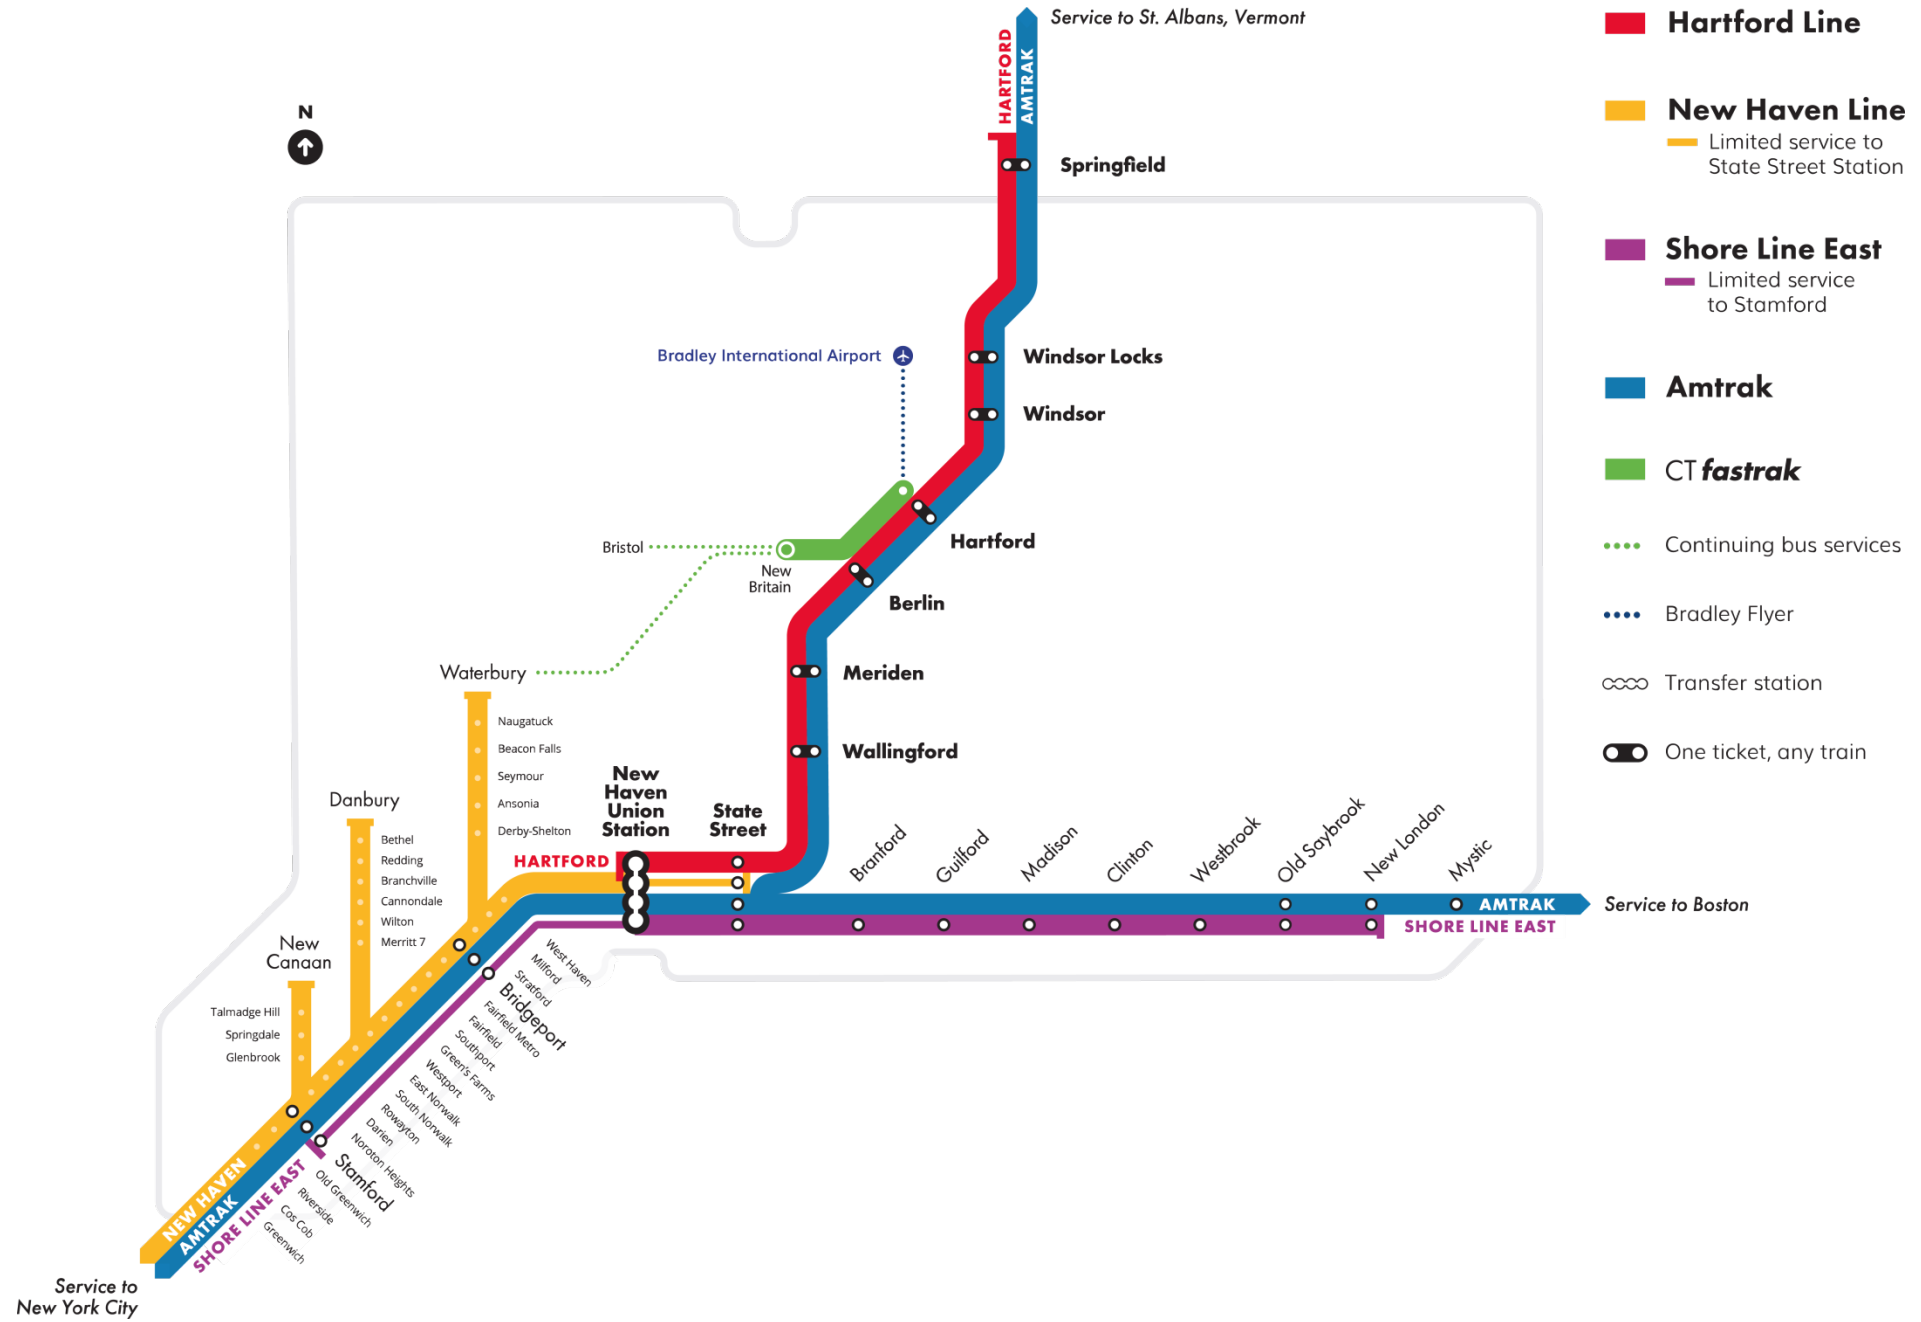 Service to St. Albans, Vermont
HARTFORD
AMTRAK
N
Springfield
Bradley International Airport
Windsor Locks
Windsor
Bristol
New
Britain
Hartford
Berlin
Waterbury
Meriden
Naugatuck
Beacon Falls
Seymour
Ansonia
Derby-Shelton
Wallingford
Danbury
Bethel
Redding
Branchville
Cannondale
Wilton
Merritt 7
New
Haven
Union
Station
State
Street
HARTFORD
Branford
Guilford
Madison
Clinton
Westbrook
Old Saybrook
New London
Mystic
AMTRAK
Service to Boston
SHORE LINE EAST
New
Canaan
Talmadge Hill
Springdale
Glenbrook
West Haven
Milford
Stratford
Bridgeport
Fairfield Metro
Fairfield
Southport
Green's Farms
Westport
East Norwalk
South Norwalk
Rowayton
Darien
Noroton Heights
Stamford
Old Greenwich
Riverside
Cos Cob
Greenwich
NEW HAVEN
AMTRAK
SHORE LINE EAST
Service to
New York City
Hartford Line
New Haven Line
Limited service to
State Street Station
Shore Line East
Limited service
to Stamford
Amtrak
CTfastrak
Continuing bus services
Bradley Flyer
Transfer station
One ticket, any train